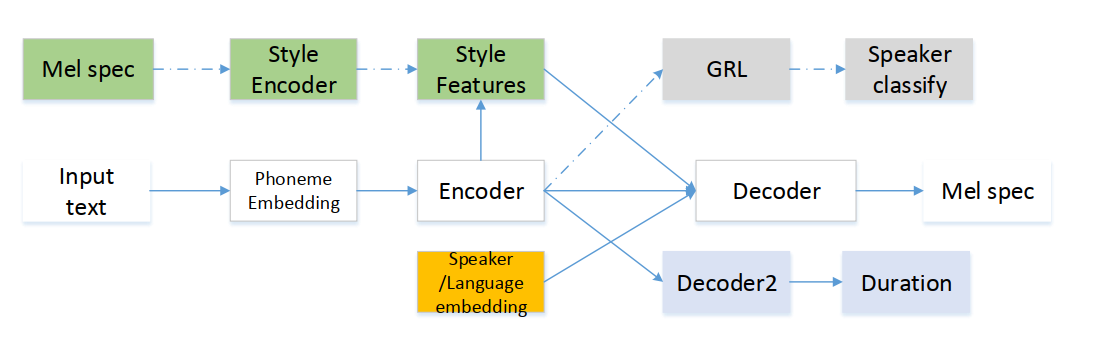 Mel spec
Style
Encoder
Style
Features
GRL
Speaker
classify
Input
text
Phoneme
Embedding
Encoder
Decoder
Mel spec
Speaker
/Language
embedding
Decoder2
Duration